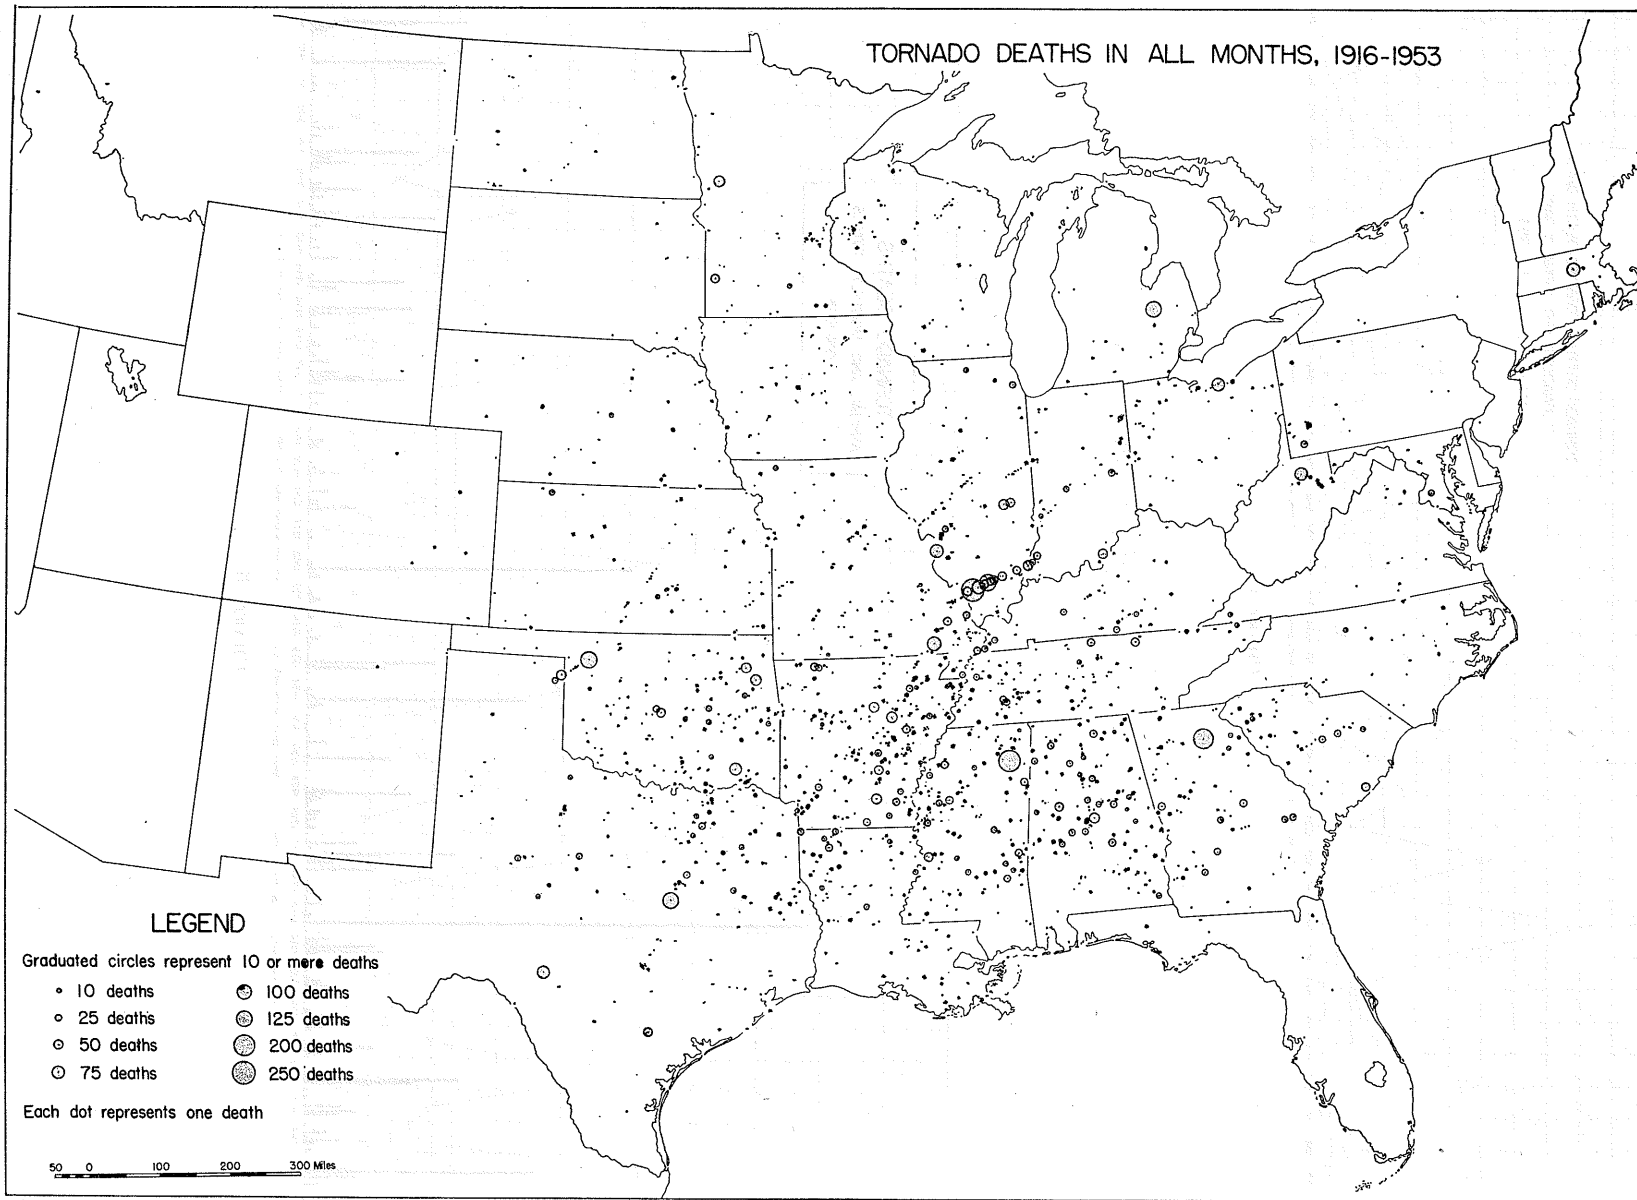 TORNADO DEATHS IN ALL MONTHS, 1916-1953
LEGEND
Graduated circles represent 10 or more deaths
10 deaths
25 deaths
50 deaths
75 deaths
100 deaths
125 deaths
200 deaths
250 deaths
Each dot represents one death
50 0 100 200 300 Miles